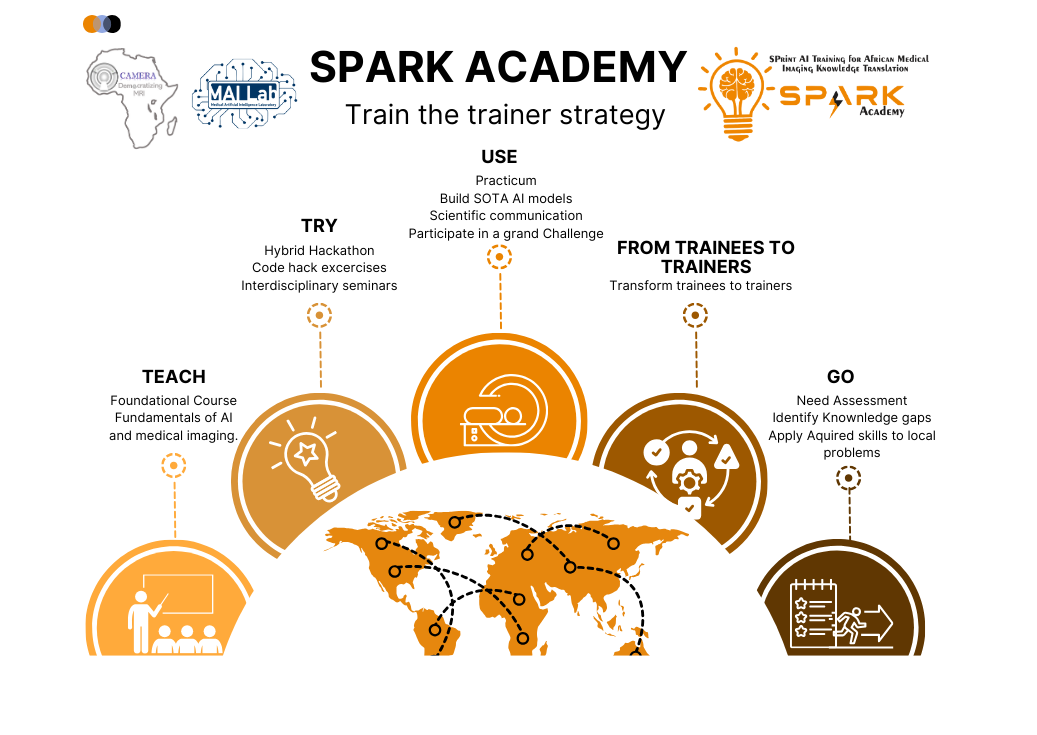 CAMERA
Demcratizing
MRI
MAI Lab
Medical Artificial Intelligence Laboratory
SPARK ACADEMY
Train the trainer strategy
SPrint AI Training for African Medical
Imaging Knowledge Translation
SPARK
Academy
USE
Practicum
Build SOTA AI models
Scientific communication
Participate in a grand Challenge
TRY
Hybrid Hackathon
Code hack excercises
Interdisciplinary seminars
FROM TRAINEES TO
TRAINERS
Transform trainees to trainers
TEACH
Foundational Course
Fundamentals of AI
and medical imaging.
GO
Need Assessment
Identify Knownledge gaps
Apply Aquired skills to local
problems